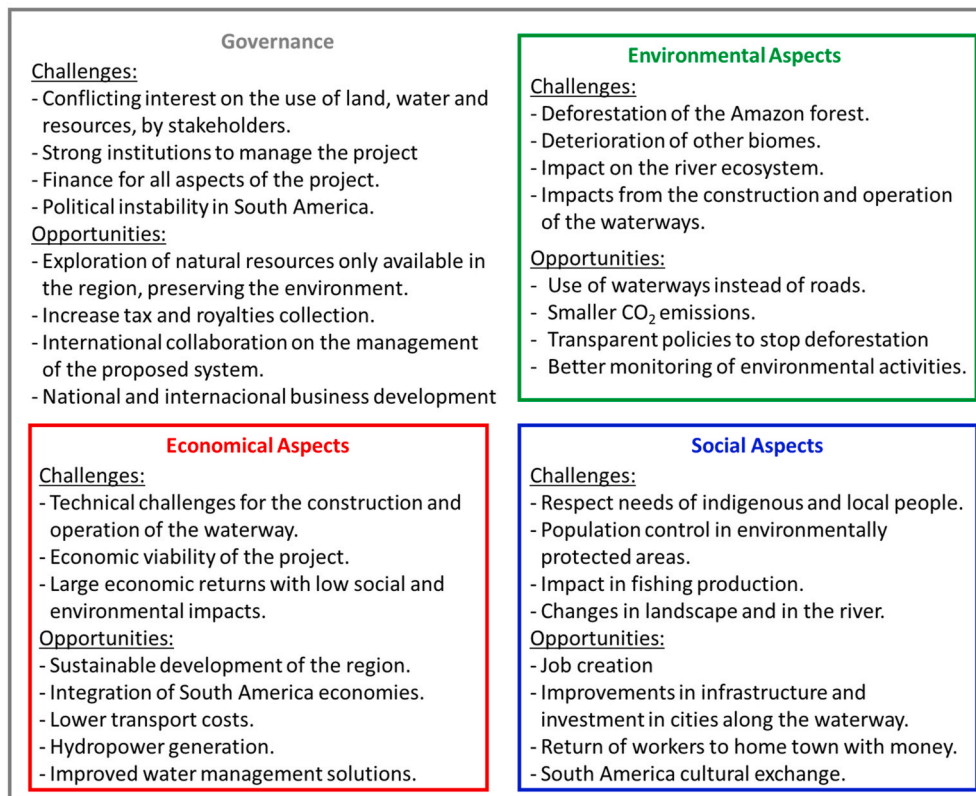 Governance
Challenges:
- Conflicting interest on the use of land, water and
resources, by stakeholders.
- Strong institutions to manage the project
- Finance for all aspects of the project.
- Political instability in South America.
Opportunities:
- Exploration of natural resources only available in
the region, preserving the environment.
- Increase tax and royalties collection.
- International collaboration on the management
of the proposed system.
- National and internacional business development
Environmental Aspects
Challenges:
- Deforestation of the Amazon forest.
- Deterioration of other biomes.
- Impact on the river ecosystem.
- Impacts from the construction and operation
of the waterways.
Opportunities:
- Use of waterways instead of roads.
- Smaller CO₂ emissions.
- Transparent policies to stop deforestation
- Better monitoring of environmental activities.
Economical Aspects
Challenges:
- Technical challenges for the construction and
operation of the waterway.
- Economic viability of the project.
- Large economic returns with low social and
environmental impacts.
Opportunities:
- Sustainable development of the region.
- Integration of South America economies.
- Lower transport costs.
- Hydropower generation.
- Improved water management solutions.
Social Aspects
Challenges:
- Respect needs of indigenous and local people.
- Population control in environmentally
protected areas.
- Impact in fishing production.
- Changes in landscape and in the river.
Opportunities:
- Job creation
- Improvements in infrastructure and
investment in cities along the waterway.
- Return of workers to home town with money.
- South America cultural exchange.